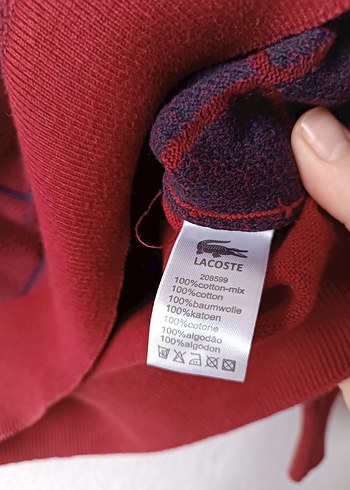 LACOSTE
208599
100%cotton-mix
100%cotton
100%baumwolle
100%katoen
100%cotone
100%algodão
100%algodon